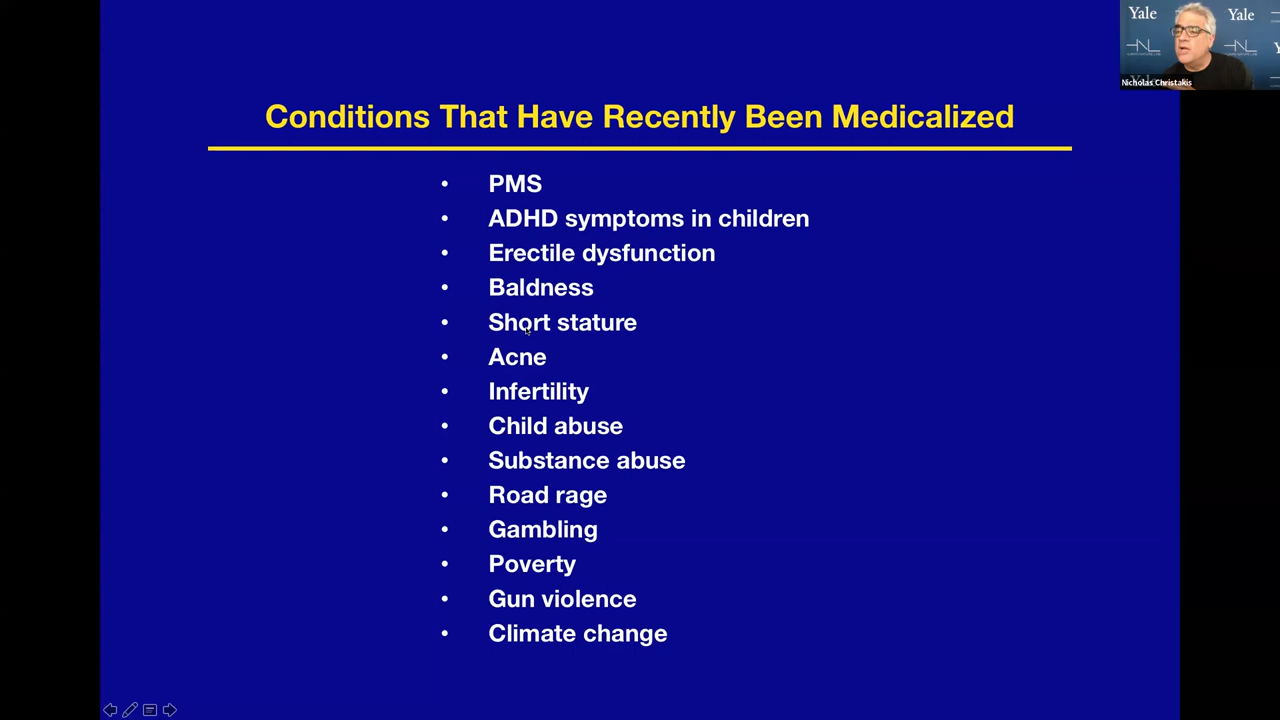 Yale
Yale
Nicholas Christakis
Conditions That Have Recently Been Medicalized
• PMS
• ADHD symptoms in children
• Erectile dysfunction
• Baldness
• Short stature
• Acne
• Infertility
• Child abuse
• Substance abuse
• Road rage
• Gambling
• Poverty
• Gun violence
• Climate change